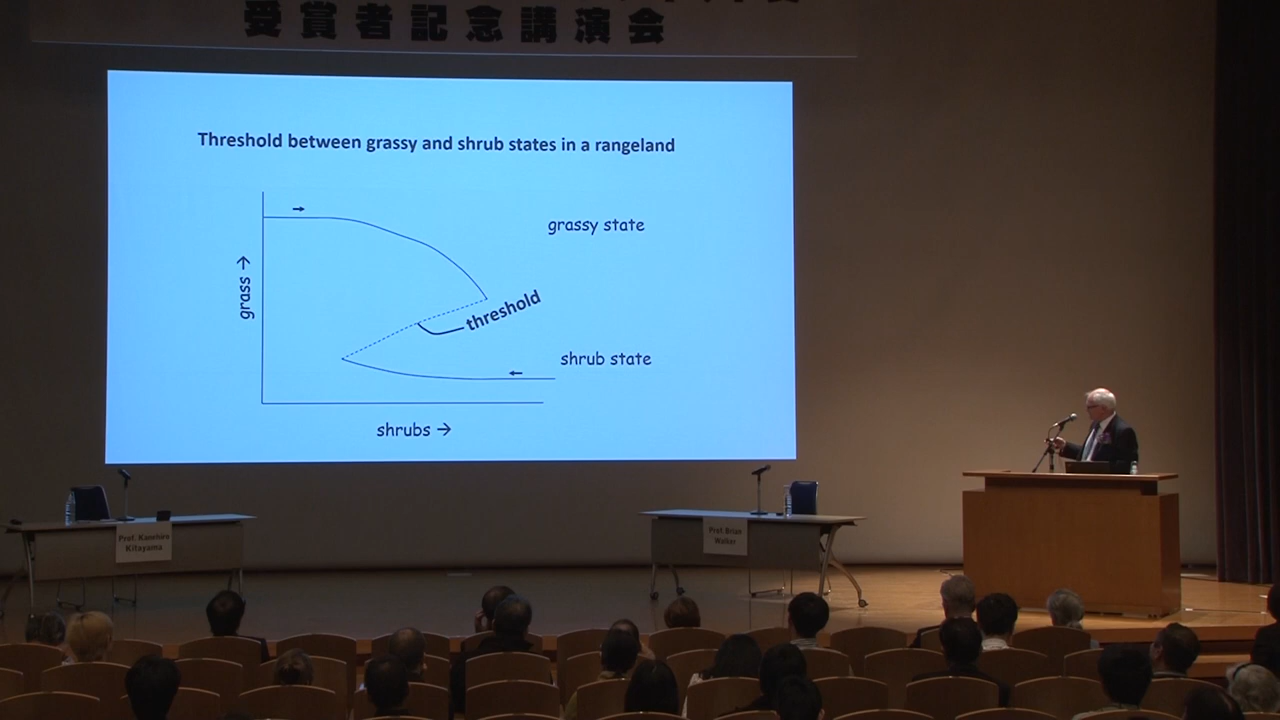 受賞者記念講演会
Threshold between grassy and shrub states in a rangeland
grassy state
grass →
threshold
shrub state
shrubs →
Prof. Kanehiro
Kitayama
Prof. Brian
Walker